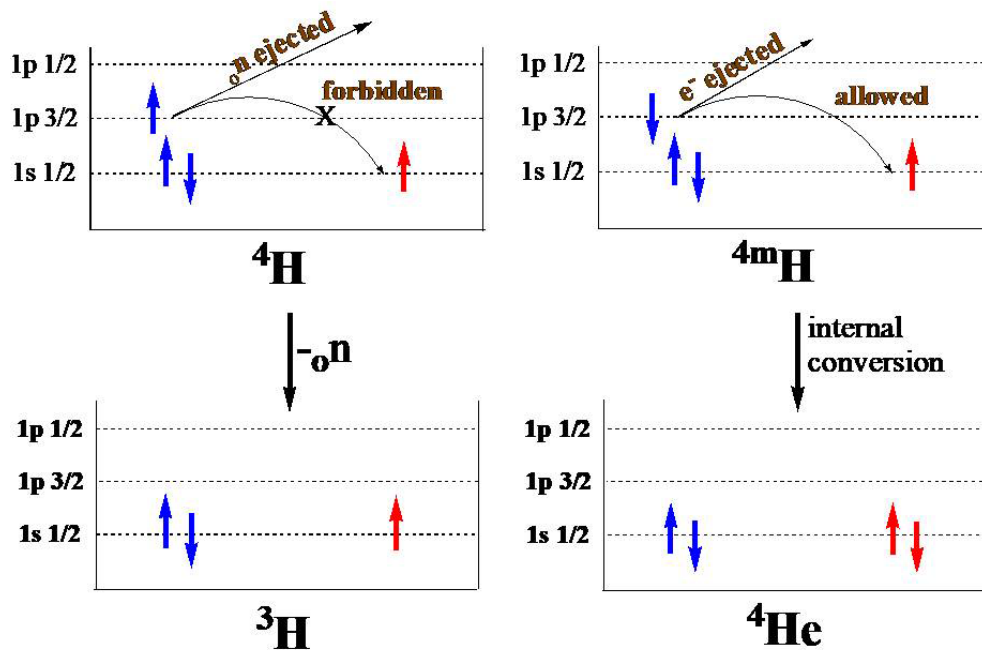 1p 1/2
1p 3/2
1s 1/2
₀n ejected
forbidden
X
⁴H
1p 1/2
1p 3/2
1s 1/2
e⁻ ejected
allowed
⁴ᵐH
-₀n
internal
conversion
1p 1/2
1p 3/2
1s 1/2
³H
1p 1/2
1p 3/2
1s 1/2
⁴He